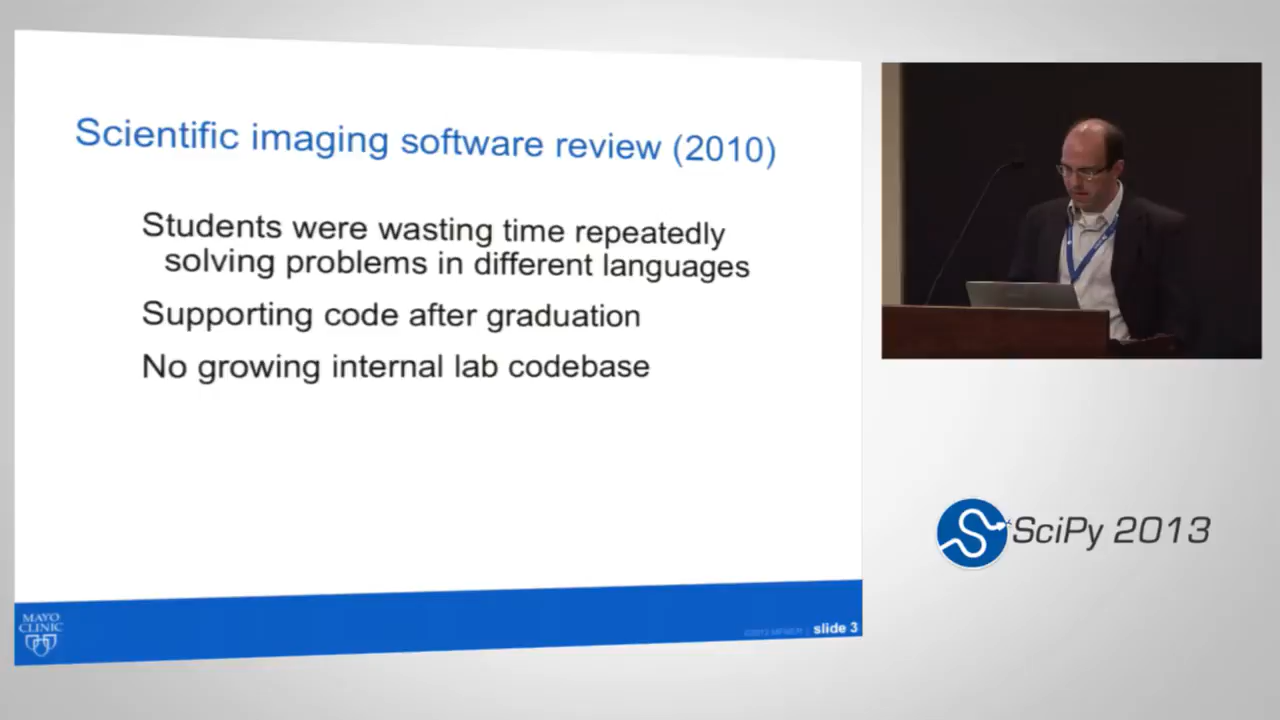 Scientific imaging software review (2010)
Students were wasting time repeatedly
solving problems in different languages
Supporting code after graduation
No growing internal lab codebase
MAYO
CLINIC
slide 3
SciPy 2013